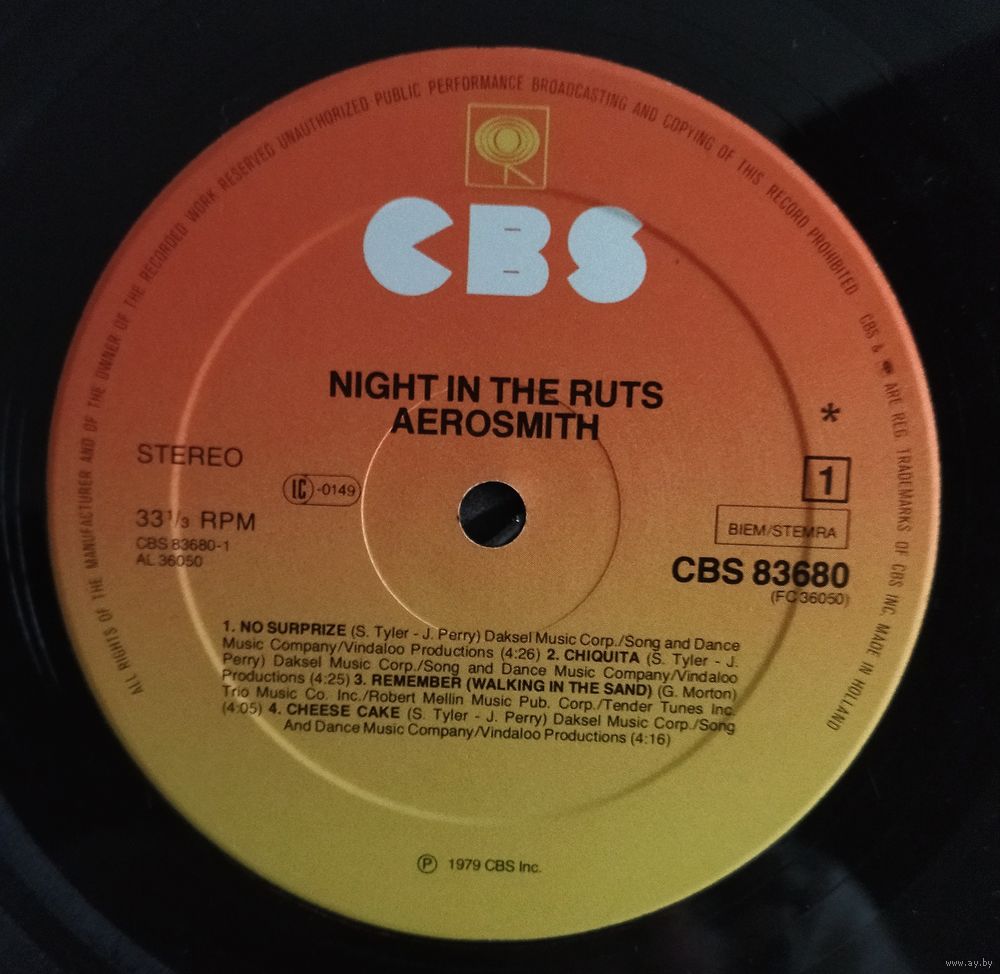 ALL RIGHTS OF THE MANUFACTURER AND OF THE OWNER OF THE RECORDED WORK RESERVED UNAUTHORIZED PUBLIC PERFORMANCE BROADCASTING AND COPYING OF THIS RECORD PROHIBITED CBS & ARE REG TRADEMARKS OF CBS INC MADE IN HOLLAND
CBS
NIGHT IN THE RUTS
AEROSMITH
*
STEREO
LC-0149
1
33 1/3 RPM
BIEM/STEMRA
CBS 83680-1
AL 36050
CBS 83680
(FC 36050)
1. NO SURPRIZE (S. Tyler - J. Perry) Daksel Music Corp./Song and Dance
Music Company/Vindaloo Productions (4:26) 2. CHIQUITA (S. Tyler - J.
Perry) Daksel Music Corp./Song and Dance Music Company/Vindaloo
Productions (4:25) 3. REMEMBER (WALKING IN THE SAND) (G. Morton)
Trio Music Co. Inc./Robert Mellin Music Pub. Corp./Tender Tunes Inc.
(4:05) 4. CHEESE CAKE (S. Tyler - J. Perry) Daksel Music Corp./Song
And Dance Music Company/Vindaloo Productions (4:16)
℗ 1979 CBS Inc.
www.ay.by